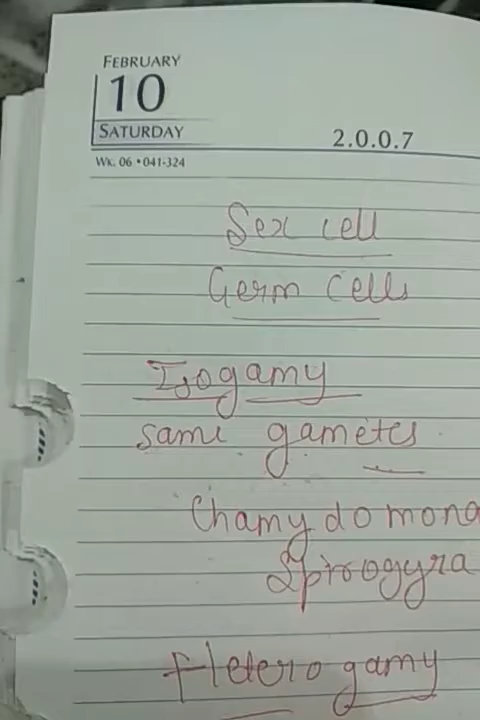 FEBRUARY
10
SATURDAY
2.0.0.7
Wk. 06 • 041-324
Sex cell
Germ Cells
Isogamy
same gametes
Chamydomona
Spirogyra
Heterogamy